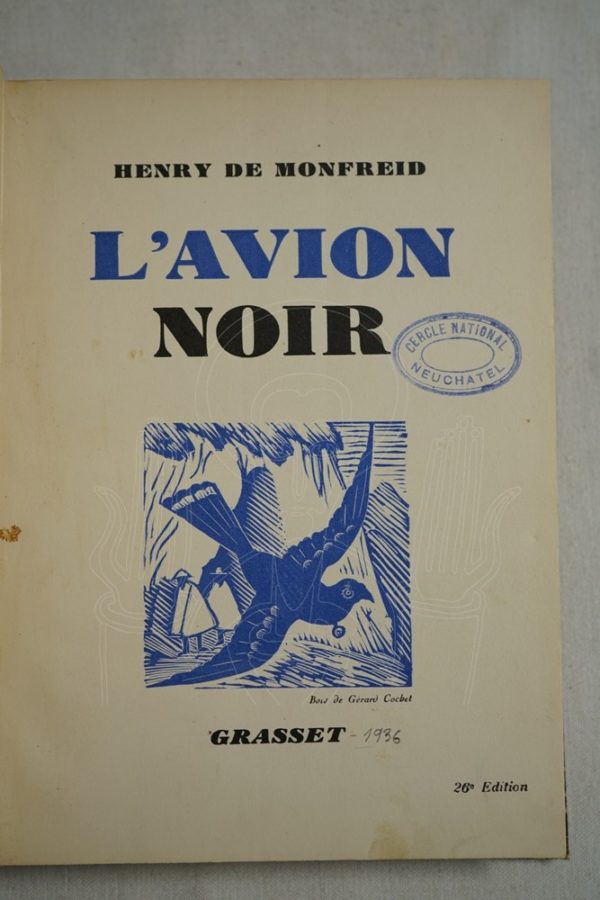 HENRY DE MONFREID
L'AVION
NOIR
CERCLE NATIONAL
NEUCHATEL
Bois de Gérard Cochet
GRASSET - 1936
26e Edition